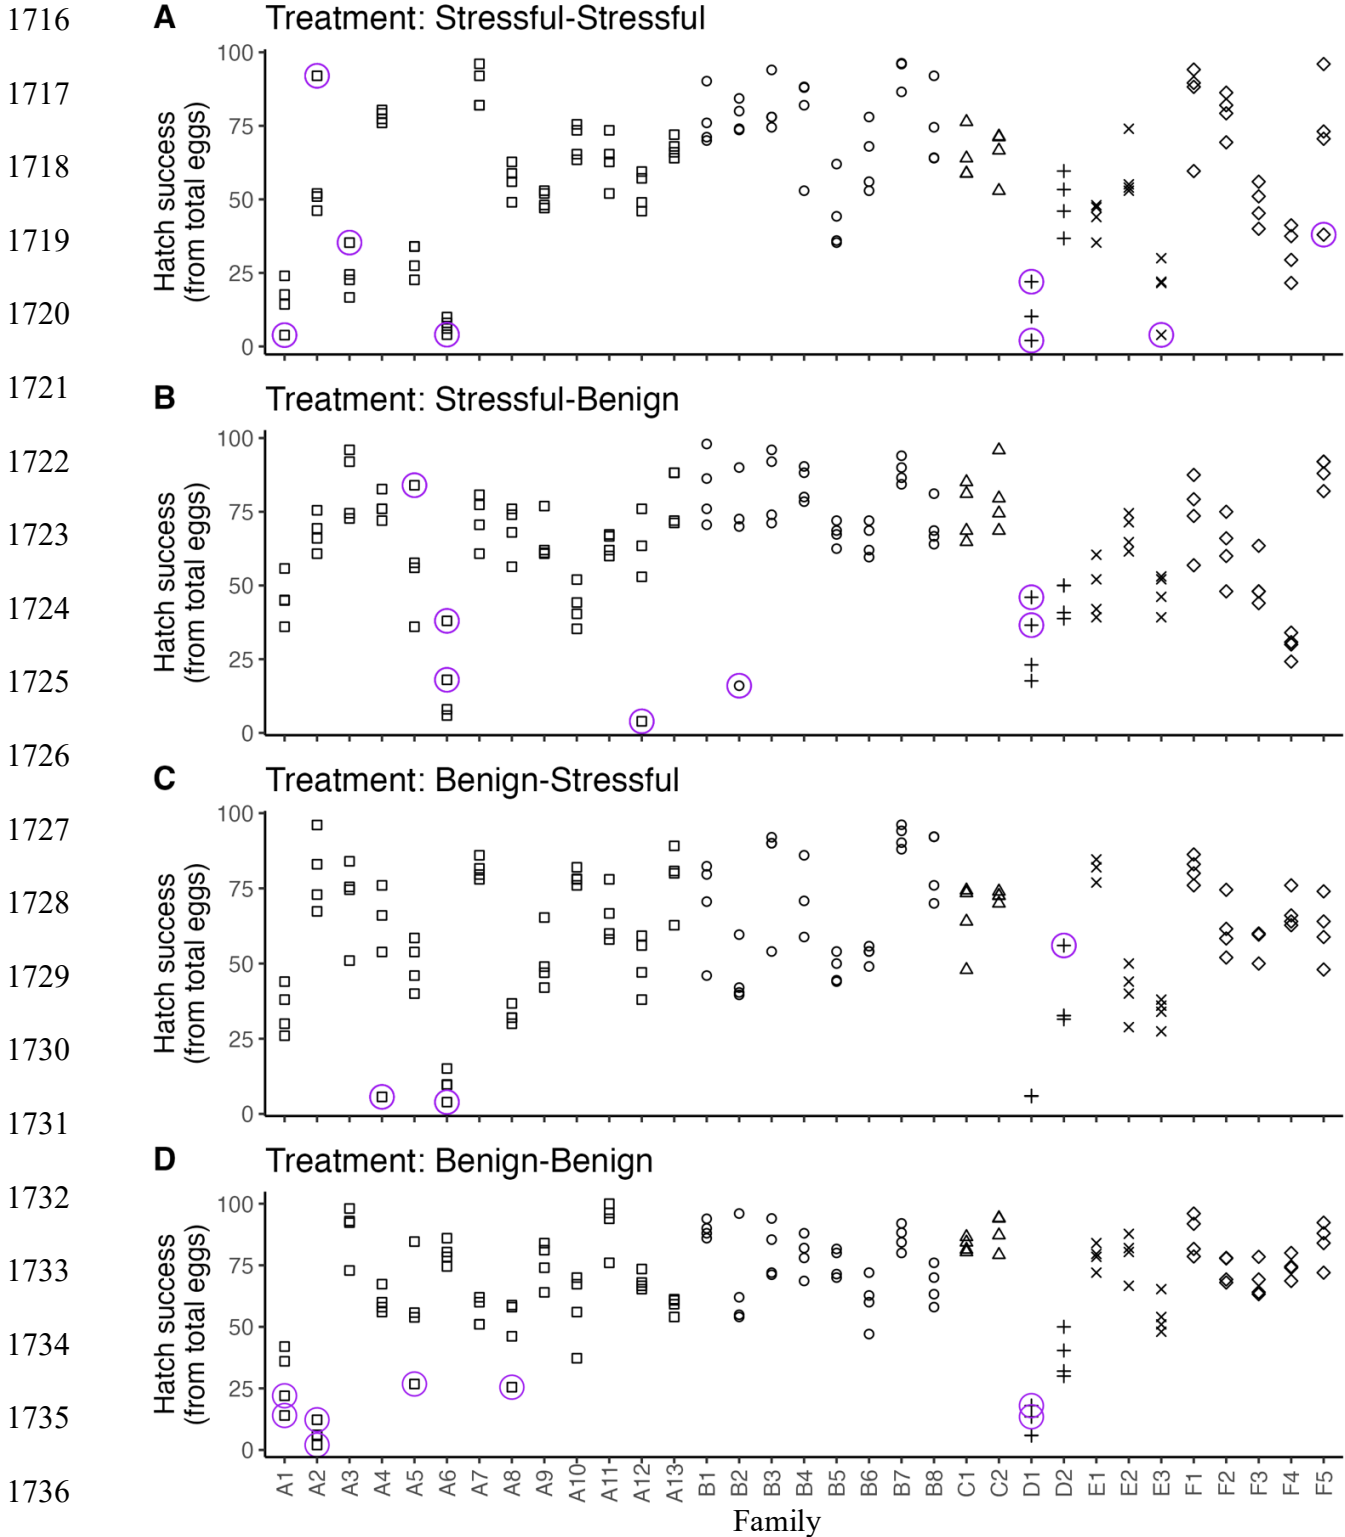 1716
A Treatment: Stressful-Stressful
Hatch success
(from total eggs)
100
75
50
25
0
1717
1718
1719
1720
1721
B Treatment: Stressful-Benign
Hatch success
(from total eggs)
100
75
50
25
0
1722
1723
1724
1725
1726
C Treatment: Benign-Stressful
Hatch success
(from total eggs)
100
75
50
25
0
1727
1728
1729
1730
1731
D Treatment: Benign-Benign
Hatch success
(from total eggs)
100
75
50
25
0
1732
1733
1734
1735
1736
A1 A2 A3 A4 A5 A6 A7 A8 A9 A10 A11 A12 A13 B1 B2 B3 B4 B5 B6 B7 B8 C1 C2 D1 D2 E1 E2 E3 F1 F2 F3 F4 F5
Family